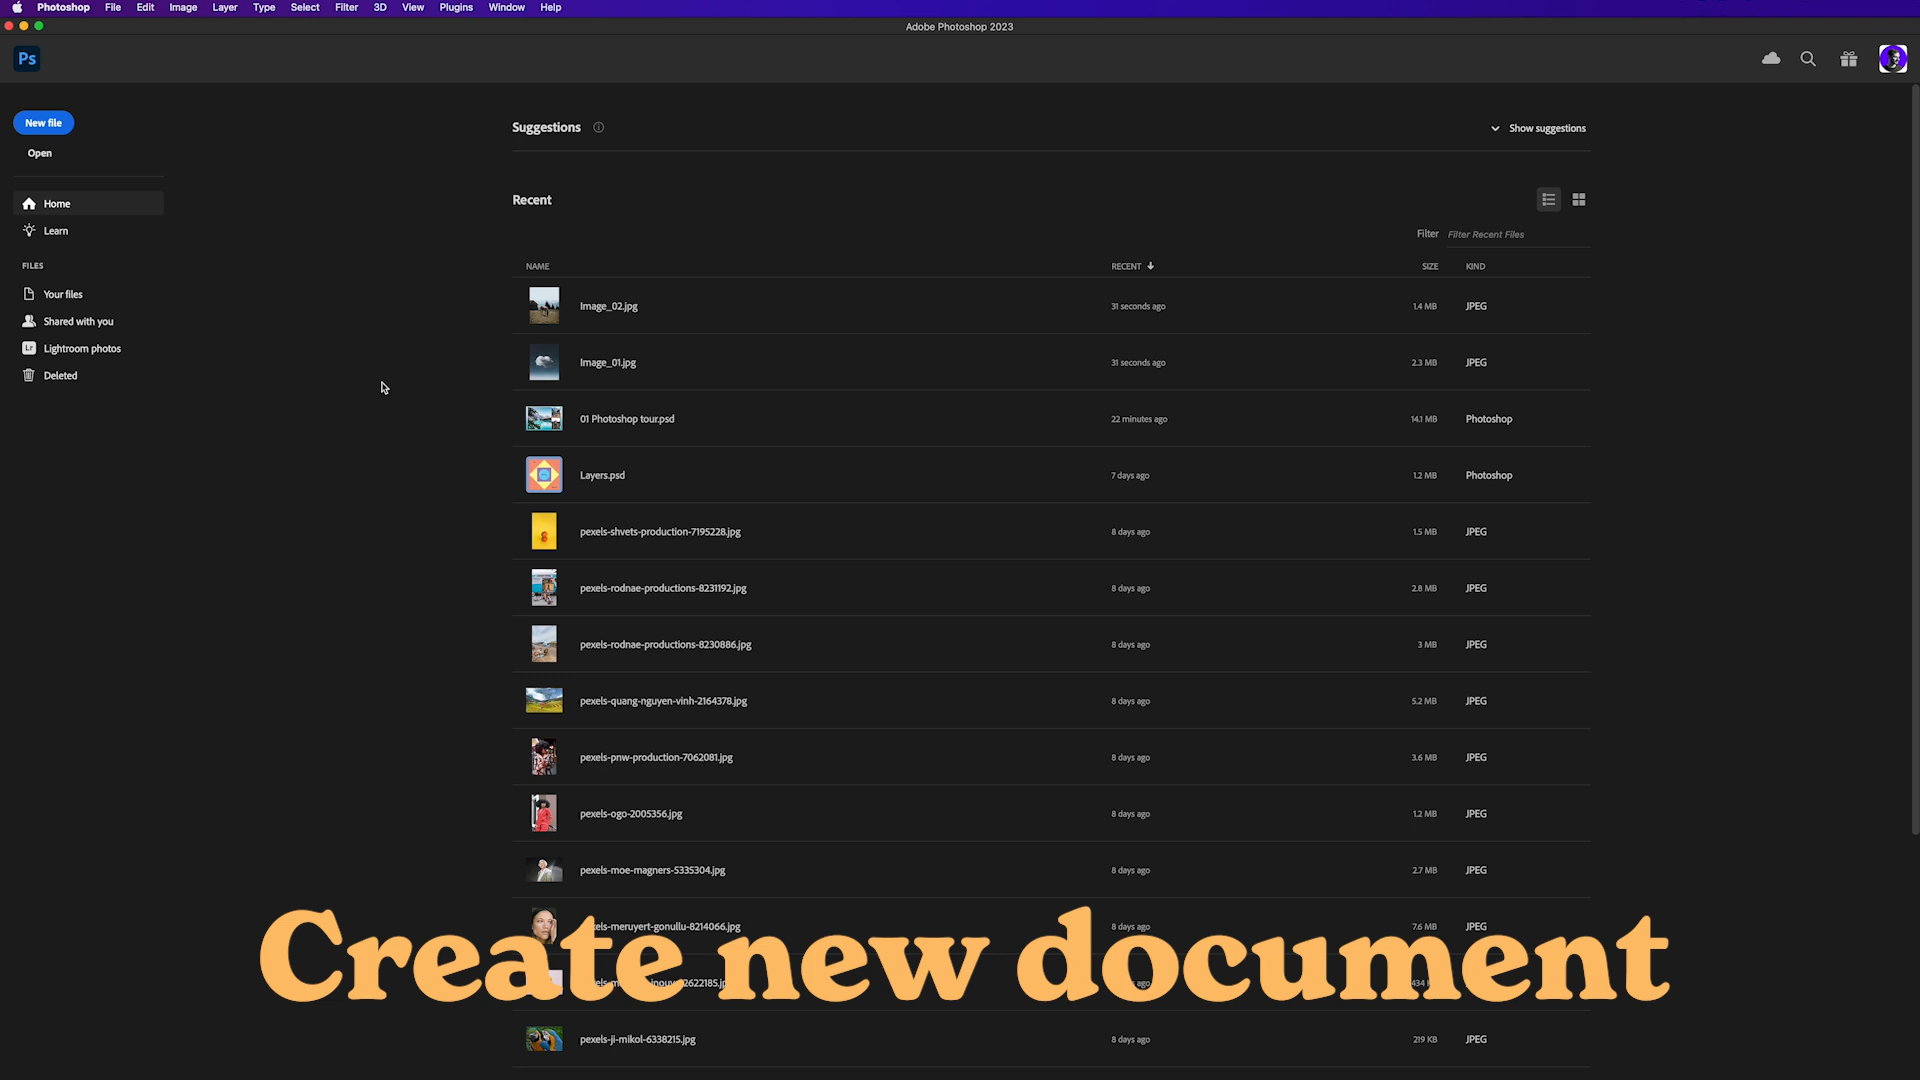 Photoshop File Edit Image Layer Type Select Filter 3D View Plugins Window Help
Adobe Photoshop 2023
Ps
New file
Open
Home
Learn
FILES
Your files
Shared with you
Lr Lightroom photos
Deleted
Suggestions
Show suggestions
Recent
Filter Filter Recent Files
NAME RECENT SIZE KIND
Image_02.jpg 31 seconds ago 1.4 MB JPEG
Image_01.jpg 31 seconds ago 2.3 MB JPEG
01 Photoshop tour.psd 22 minutes ago 14.1 MB Photoshop
Layers.psd 7 days ago 1.2 MB Photoshop
pexels-shvets-production-7195228.jpg 8 days ago 1.5 MB JPEG
pexels-rodnae-productions-8231192.jpg 8 days ago 2.8 MB JPEG
pexels-rodnae-productions-8230886.jpg 8 days ago 3 MB JPEG
pexels-quang-nguyen-vinh-2164378.jpg 8 days ago 5.2 MB JPEG
pexels-pnw-production-7062081.jpg 8 days ago 3.6 MB JPEG
pexels-ogo-2005356.jpg 8 days ago 1.2 MB JPEG
pexels-moe-magners-5335304.jpg 8 days ago 2.7 MB JPEG
8 days ago 7.6 MB JPEG
Create new document
pexels-ji-mikol-6338215.jpg 8 days ago 219 KB JPEG